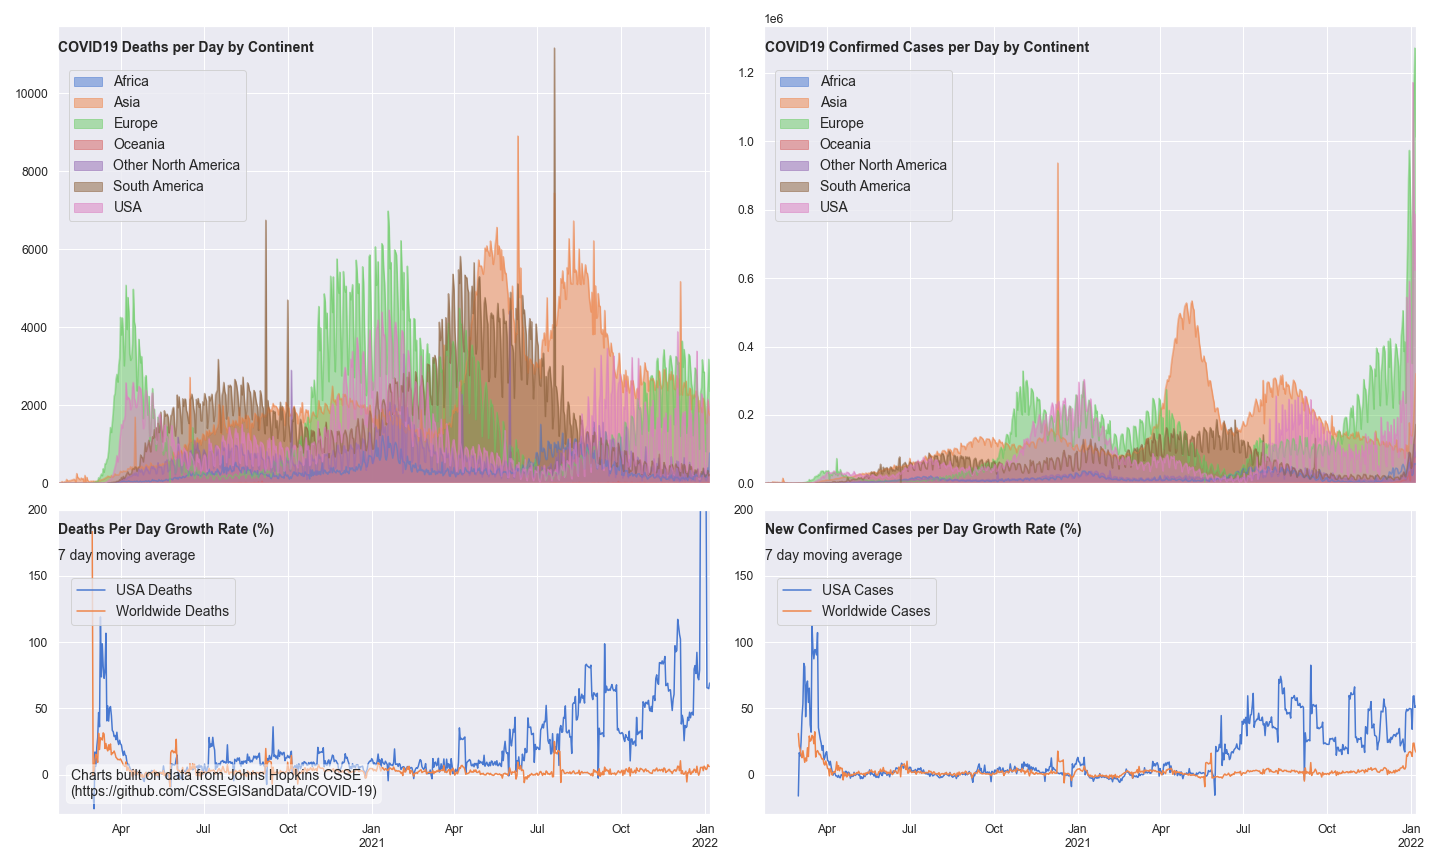 COVID19 Deaths per Day by Continent
Africa
Asia
Europe
Oceania
Other North America
South America
USA
10000
8000
6000
4000
2000
0
1e6
COVID19 Confirmed Cases per Day by Continent
Africa
Asia
Europe
Oceania
Other North America
South America
USA
1.2
1.0
0.8
0.6
0.4
0.2
0.0
Deaths Per Day Growth Rate (%)
7 day moving average
USA Deaths
Worldwide Deaths
200
150
100
50
0
Charts built on data from Johns Hopkins CSSE
(https://github.com/CSSEGISandData/COVID-19)
Apr Jul Oct Jan Apr Jul Oct Jan
2021 2022
New Confirmed Cases per Day Growth Rate (%)
7 day moving average
USA Cases
Worldwide Cases
200
150
100
50
0
Apr Jul Oct Jan Apr Jul Oct Jan
2021 2022